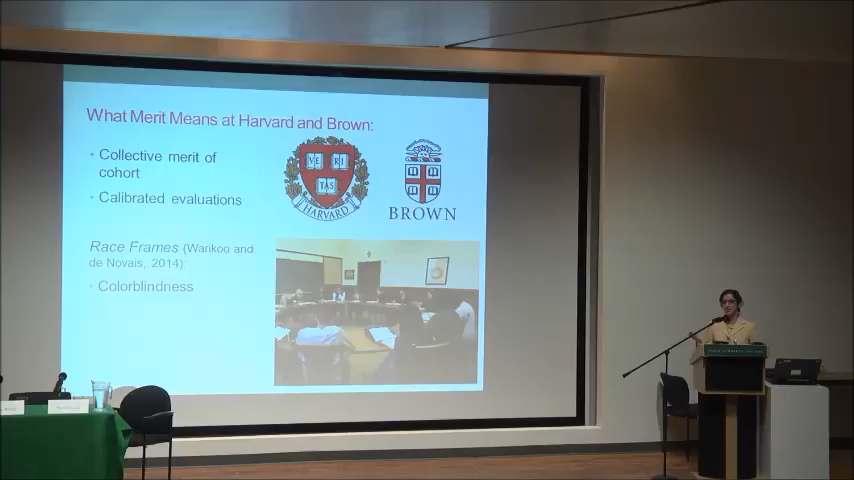 What Merit Means at Harvard and Brown:
· Collective merit of
cohort
· Calibrated evaluations
VE RI
TAS
HARVARD
BROWN
Race Frames (Warikoo and
de Novais, 2014):
· Colorblindness